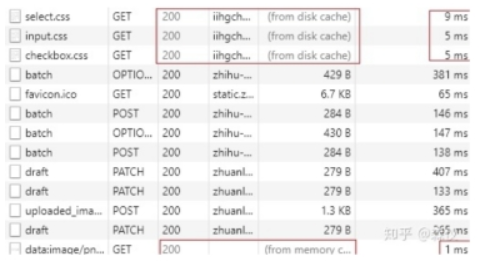 select.css GET 200 iihgch... (from disk cache) 9 ms
input.css GET 200 iihgch... (from disk cache) 5 ms
checkbox.css GET 200 iihgch... (from disk cache) 5 ms
batch OPTIO... 200 zhihu-... 429 B 381 ms
favicon.ico GET 200 static.z... 6.7 KB 65 ms
batch POST 200 zhihu-... 284 B 146 ms
batch OPTIO... 200 zhihu-... 430 B 147 ms
batch POST 200 zhihu-... 284 B 138 ms
draft PATCH 200 zhuanl... 279 B 407 ms
draft PATCH 200 zhuanl... 279 B 133 ms
uploaded_ima... POST 200 zhuanl... 1.3 KB 365 ms
draft PATCH 200 zhuanl... 279 B 265 ms
data:image/pn... GET 200 (from memory c... 1 ms
知乎